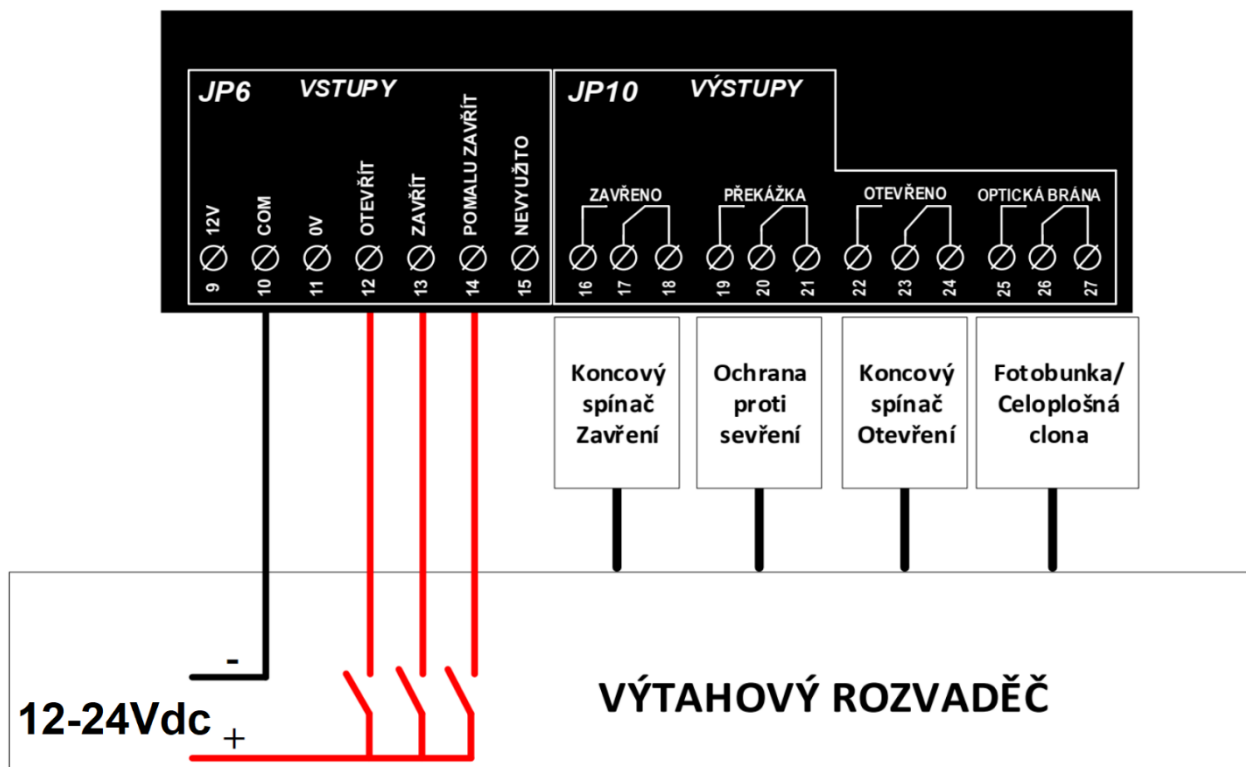 JP6 VSTUPY
JP10 VÝSTUPY
12V
COM
0V
OTEVŘÍT
ZAVŘÍT
POMALU ZAVŘÍT
NEVYUŽITO
ZAVŘENO
PŘEKÁŽKA
OTEVŘENO
OPTICKÁ BRÁNA
9 10 11 12 13 14 15 16 17 18 19 20 21 22 23 24 25 26 27
Koncový
spínač
Zavření
Ochrana
proti
sevření
Koncový
spínač
Otevření
Fotobunka/
Celoplošná
clona
-
12-24Vdc
+
VÝTAHOVÝ ROZVADĚČ